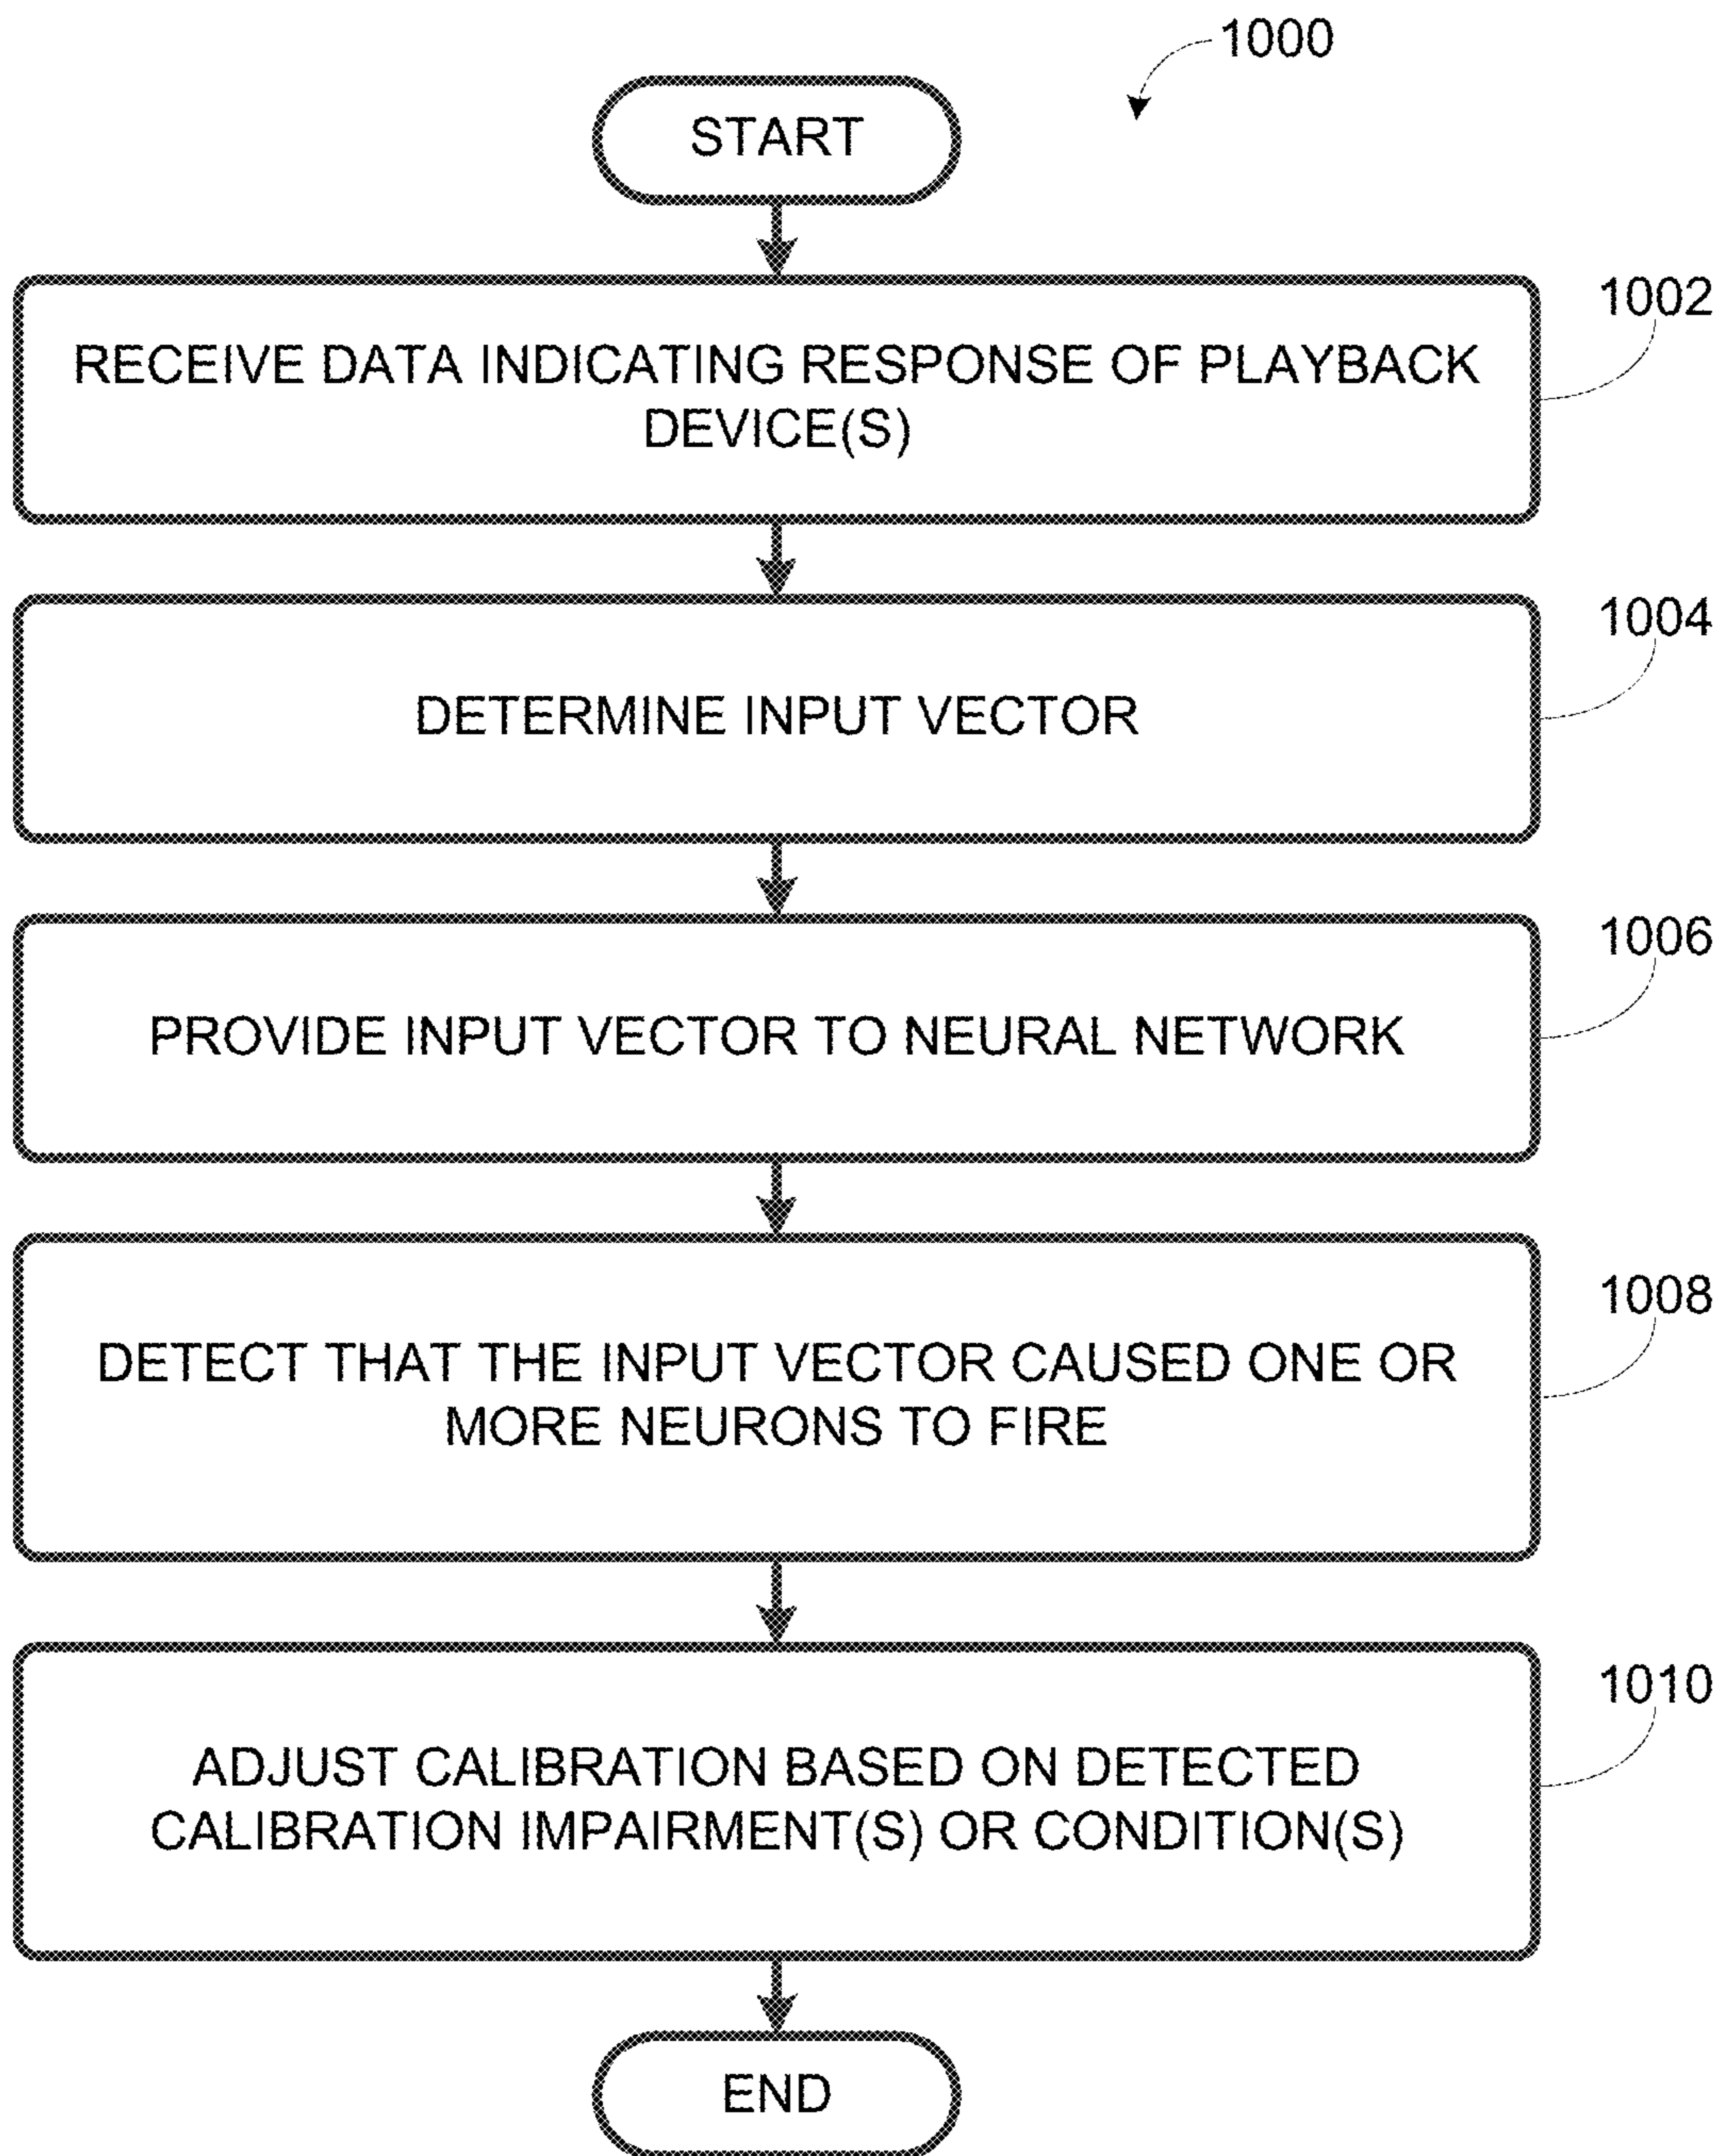 1000
START
1002
RECEIVE DATA INDICATING RESPONSE OF PLAYBACK
DEVICE(S)
1004
DETERMINE INPUT VECTOR
1006
PROVIDE INPUT VECTOR TO NEURAL NETWORK
1008
DETECT THAT THE INPUT VECTOR CAUSED ONE OR
MORE NEURONS TO FIRE
1010
ADJUST CALIBRATION BASED ON DETECTED
CALIBRATION IMPAIRMENT(S) OR CONDITION(S)
END